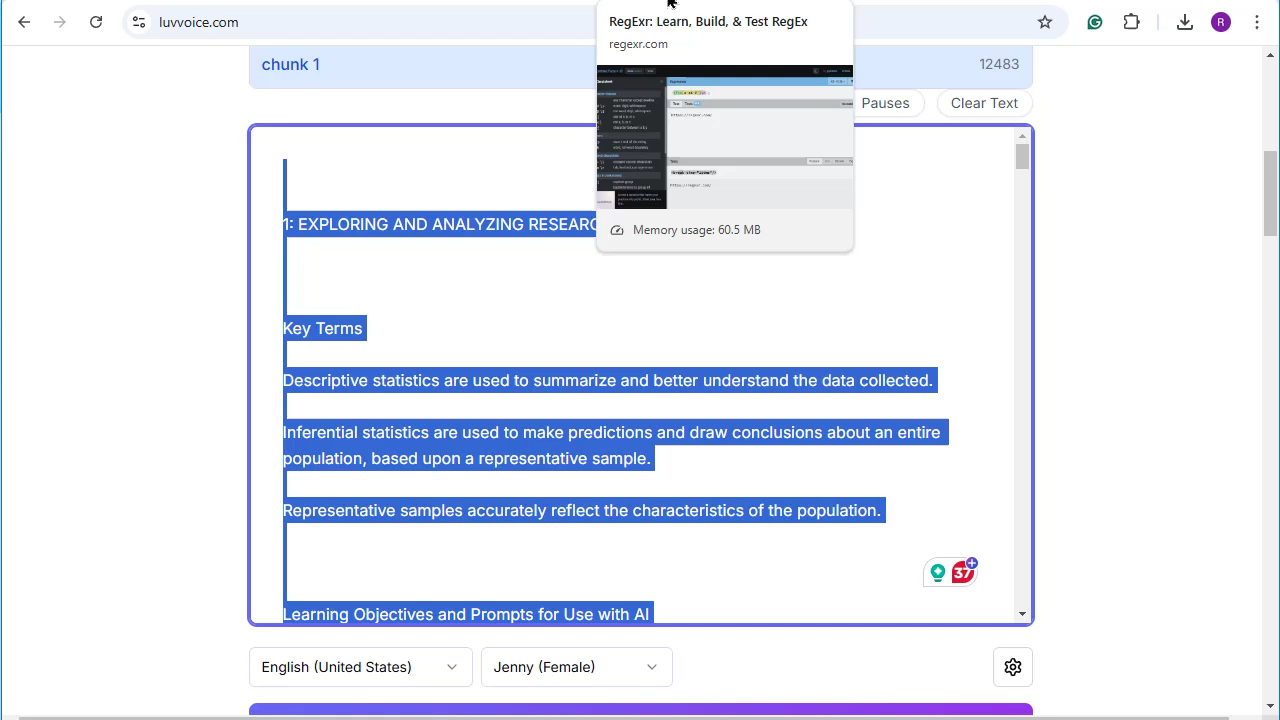 luvvoice.com
R
RegExr: Learn, Build, & Test RegEx
regexr.com
Memory usage: 60.5 MB
chunk 1
12483
Pauses
Clear Text
1: EXPLORING AND ANALYZING RESEARC
Key Terms
Descriptive statistics are used to summarize and better understand the data collected.
Inferential statistics are used to make predictions and draw conclusions about an entire
population, based upon a representative sample.
Representative samples accurately reflect the characteristics of the population.
37
Learning Objectives and Prompts for Use with AI
English (United States)
Jenny (Female)